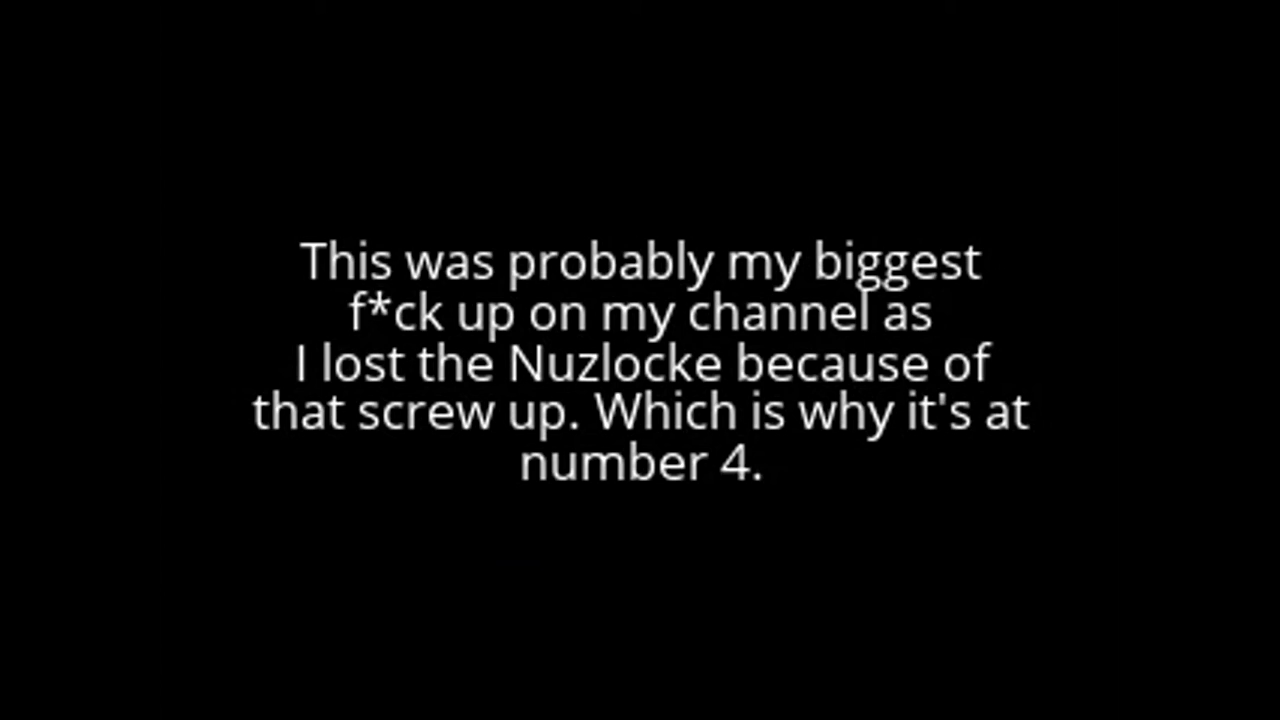 This was probably my biggest
f*ck up on my channel as
I lost the Nuzlocke because of
that screw up. Which is why it's at
number 4.